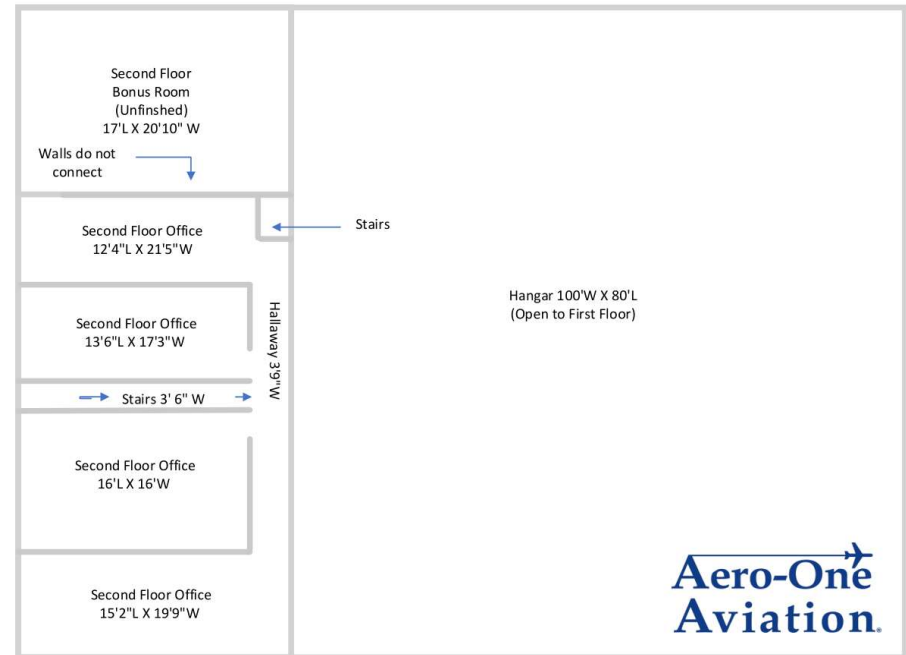 Second Floor
Bonus Room
(Unfinshed)
17'L X 20'10" W
Walls do not
connect
Stairs
Second Floor Office
12'4"L X 21'5"W
Second Floor Office
13'6"L X 17'3"W
Hallaway 3'9"W
Hangar 100'W X 80'L
(Open to First Floor)
Stairs 3' 6" W
Second Floor Office
16'L X 16'W
Second Floor Office
15'2"L X 19'9"W
Aero-One
Aviation.